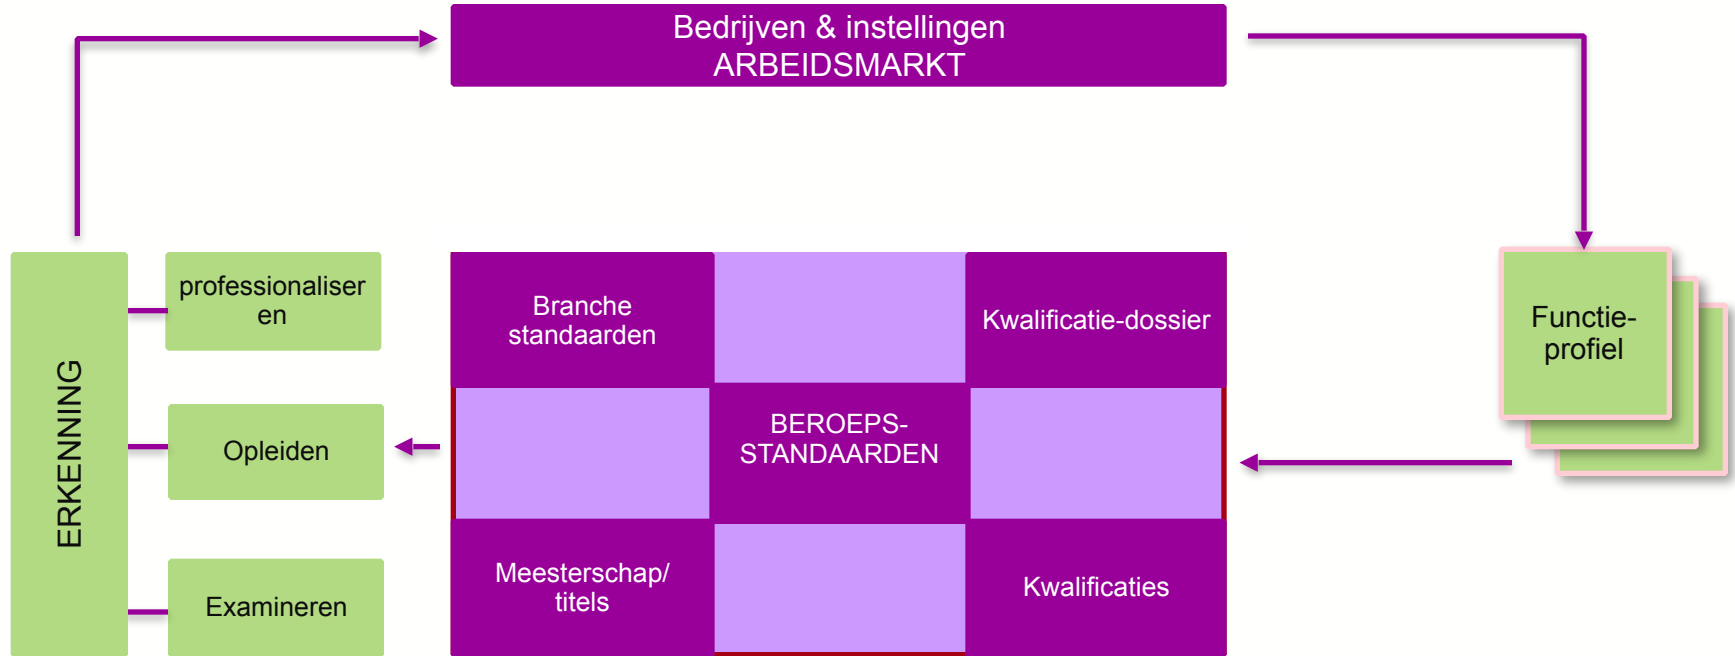 Bedrijven & instellingen
ARBEIDSMARKT
ERKENNING
professionaliser
en
Opleiden
Examineren
Branche
standaarden
Kwalificatie-dossier
BEROEPS-
STANDAARDEN
Meesterschap/
titels
Kwalificaties
Functie-
profiel